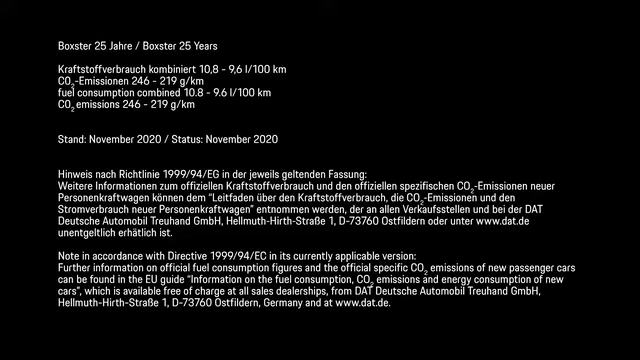 Boxster 25 Jahre / Boxster 25 Years
Kraftstoffverbrauch kombiniert 10,8 - 9,6 l/100 km
CO₂-Emissionen 246 - 219 g/km
fuel consumption combined 10.8 - 9.6 l/100 km
CO₂ emissions 246 - 219 g/km
Stand: November 2020 / Status: November 2020
Hinweis nach Richtlinie 1999/94/EG in der jeweils geltenden Fassung:
Weitere Informationen zum offiziellen Kraftstoffverbrauch und den offiziellen spezifischen CO₂-Emissionen neuer
Personenkraftwagen können dem "Leitfaden über den Kraftstoffverbrauch, die CO₂-Emissionen und den
Stromverbrauch neuer Personenkraftwagen" entnommen werden, der an allen Verkaufsstellen und bei der DAT
Deutsche Automobil Treuhand GmbH, Hellmuth-Hirth-Straße 1, D-73760 Ostfildern oder unter www.dat.de
unentgeltlich erhätlich ist.
Note in accordance with Directive 1999/94/EC in its currently applicable version:
Further information on official fuel consumption figures and the official specific CO₂ emissions of new passenger cars
can be found in the EU guide "Information on the fuel consumption, CO₂ emissions and energy consumption of new
cars", which is available free of charge at all sales dealerships, from DAT Deutsche Automobil Treuhand GmbH,
Hellmuth-Hirth-Straße 1, D-73760 Ostfildern, Germany and at www.dat.de.